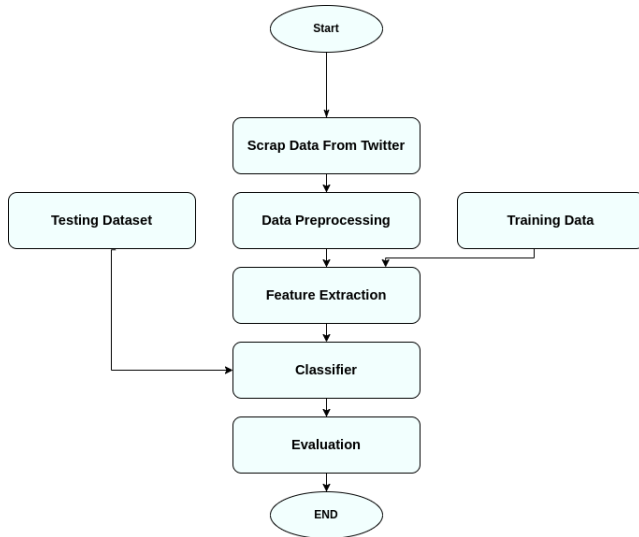 Start
Scrap Data From Twitter
Testing Dataset
Data Preprocessing
Training Data
Feature Extraction
Classifier
Evaluation
END